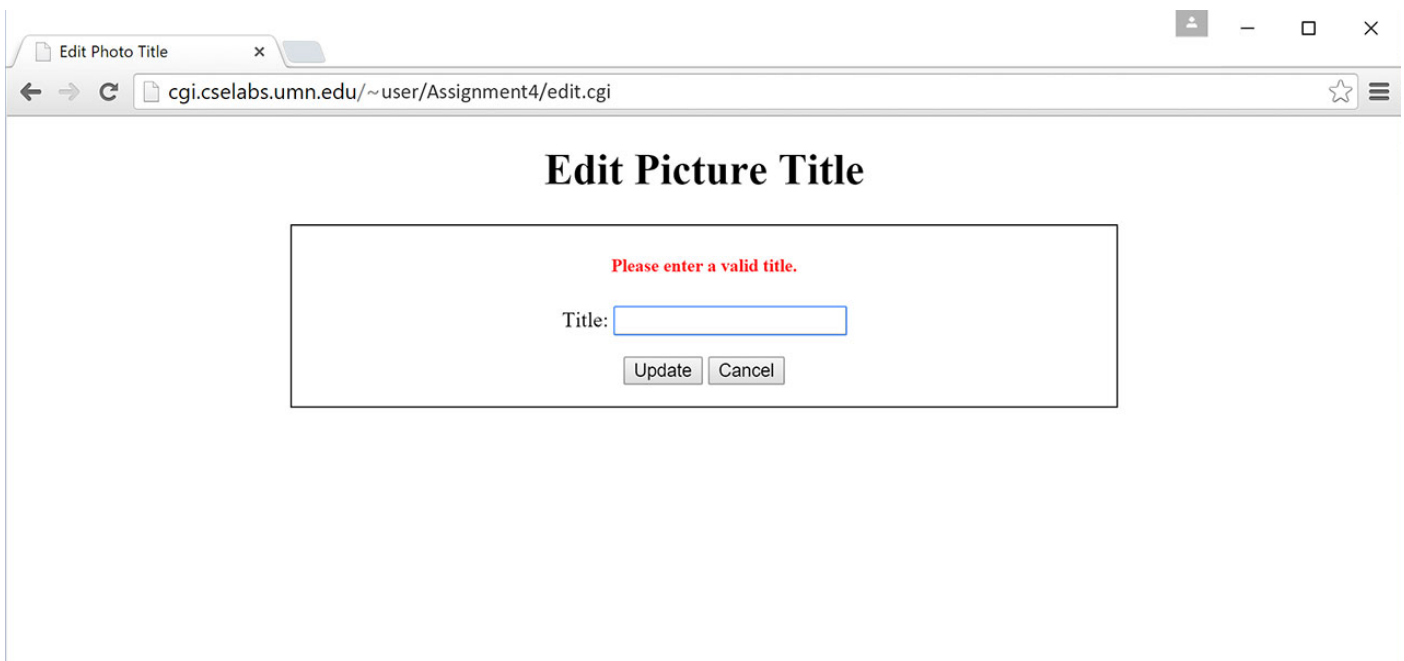 Edit Photo Title
cgi.cselabs.umn.edu/~user/Assignment4/edit.cgi
Edit Picture Title
Please enter a valid title.
Title:
Update Cancel